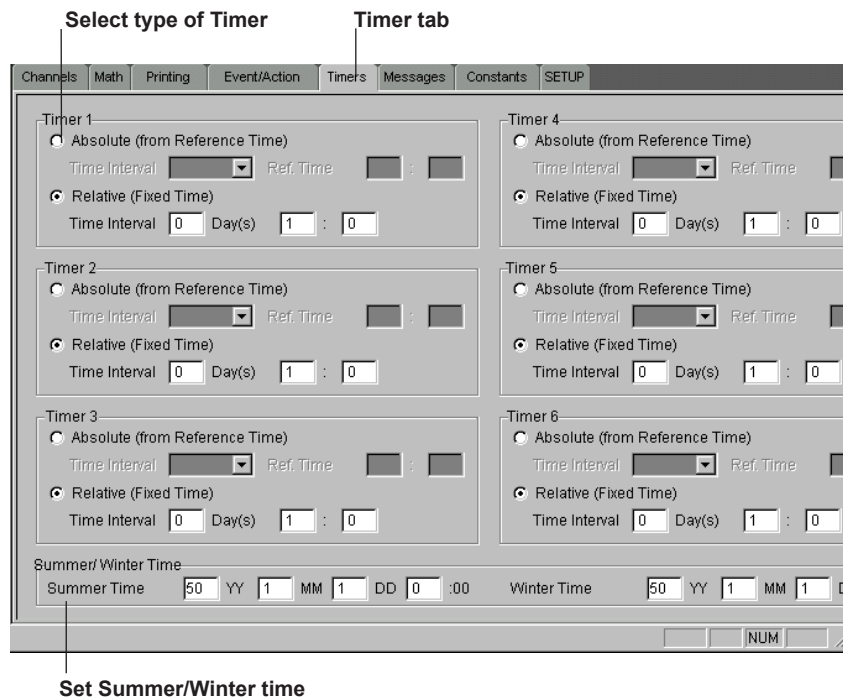 Select type of Timer Timer tab
Channels Math Printing Event/Action Timers Messages Constants SETUP
Timer 1 Timer 4
Absolute (from Reference Time) Absolute (from Reference Time)
Time Interval Ref. Time : Time Interval Ref. Time
Relative (Fixed Time) Relative (Fixed Time)
Time Interval 0 Day(s) 1 : 0 Time Interval 0 Day(s) 1 : 0
Timer 2 Timer 5
Absolute (from Reference Time) Absolute (from Reference Time)
Time Interval Ref. Time : Time Interval Ref. Time
Relative (Fixed Time) Relative (Fixed Time)
Time Interval 0 Day(s) 1 : 0 Time Interval 0 Day(s) 1 : 0
Timer 3 Timer 6
Absolute (from Reference Time) Absolute (from Reference Time)
Time Interval Ref. Time : Time Interval Ref. Time
Relative (Fixed Time) Relative (Fixed Time)
Time Interval 0 Day(s) 1 : 0 Time Interval 0 Day(s) 1 : 0
Summer/ Winter Time
Summer Time 50 YY 1 MM 1 DD 0 :00 Winter Time 50 YY 1 MM 1
NUM
Set Summer/Winter time